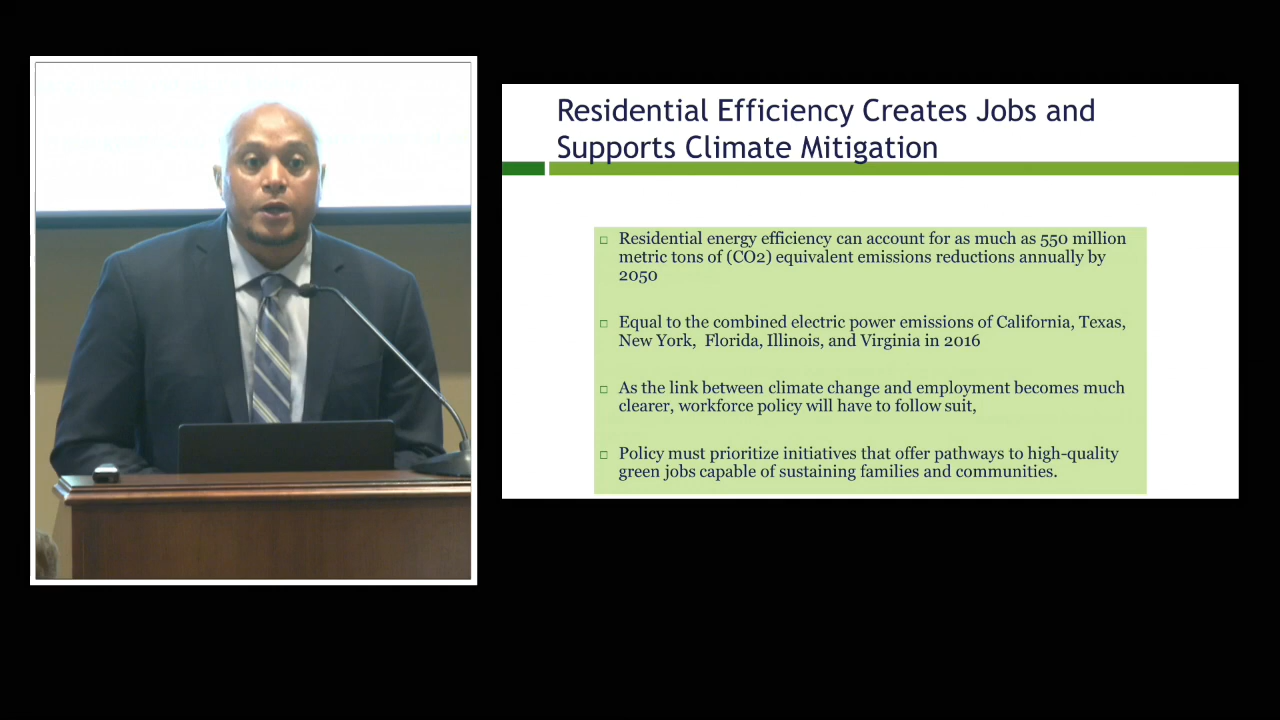 Residential Efficiency Creates Jobs and
Supports Climate Mitigation
□ Residential energy efficiency can account for as much as 550 million
metric tons of (CO2) equivalent emissions reductions annually by
2050
□ Equal to the combined electric power emissions of California, Texas,
New York,  Florida, Illinois, and Virginia in 2016
□ As the link between climate change and employment becomes much
clearer, workforce policy will have to follow suit,
□ Policy must prioritize initiatives that offer pathways to high-quality
green jobs capable of sustaining families and communities.